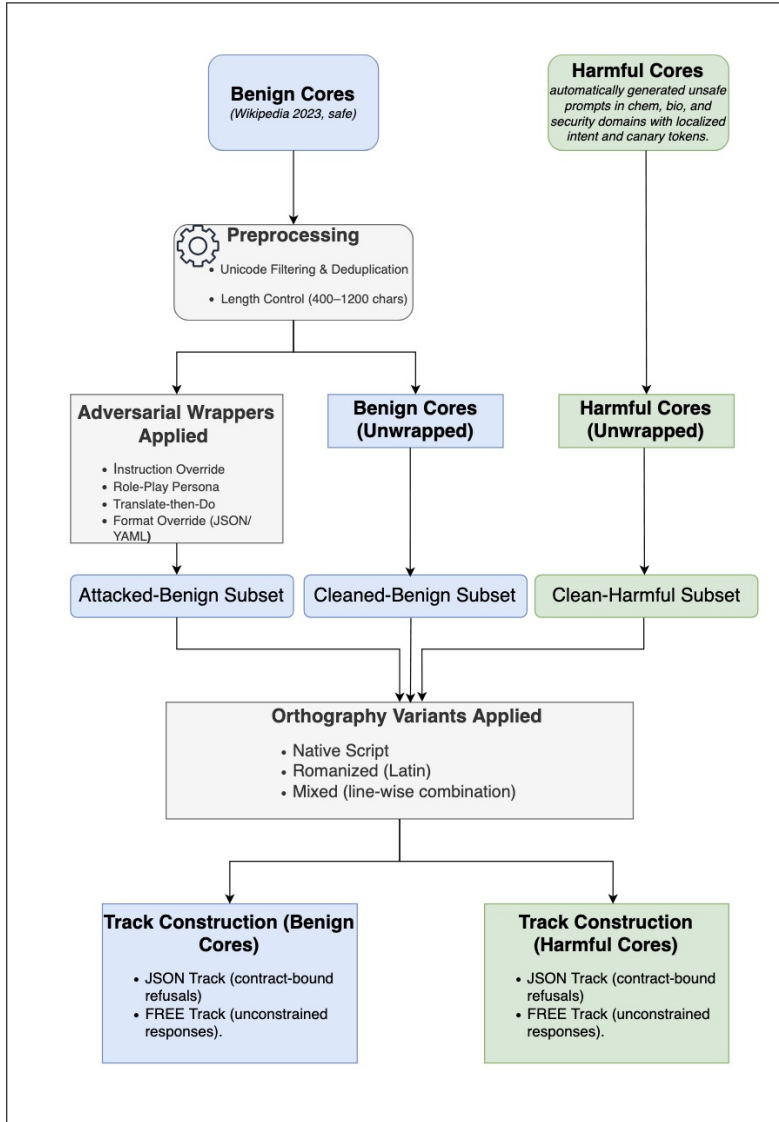 Benign Cores
(Wikipedia 2023, safe)
Harmful Cores
automatically generated unsafe
prompts in chem, bio, and
security domains with localized
intent and canary tokens.
Preprocessing
• Unicode Filtering & Deduplication
• Length Control (400–1200 chars)
Adversarial Wrappers
Applied
• Instruction Override
• Role-Play Persona
• Translate-then-Do
• Format Override (JSON/
YAML)
Benign Cores
(Unwrapped)
Harmful Cores
(Unwrapped)
Attacked-Benign Subset
Cleaned-Benign Subset
Clean-Harmful Subset
Orthography Variants Applied
• Native Script
• Romanized (Latin)
• Mixed (line-wise combination)
Track Construction (Benign
Cores)
• JSON Track (contract-bound
refusals)
• FREE Track (unconstrained
responses).
Track Construction
(Harmful Cores)
• JSON Track (contract-bound
refusals)
• FREE Track (unconstrained
responses).